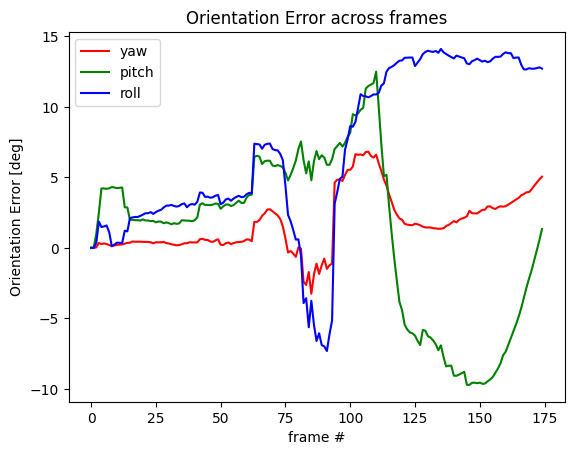 Orientation Error across frames
yaw
pitch
roll
Orientation Error [deg]
15
10
5
0
−5
−10
0 25 50 75 100 125 150 175
frame #